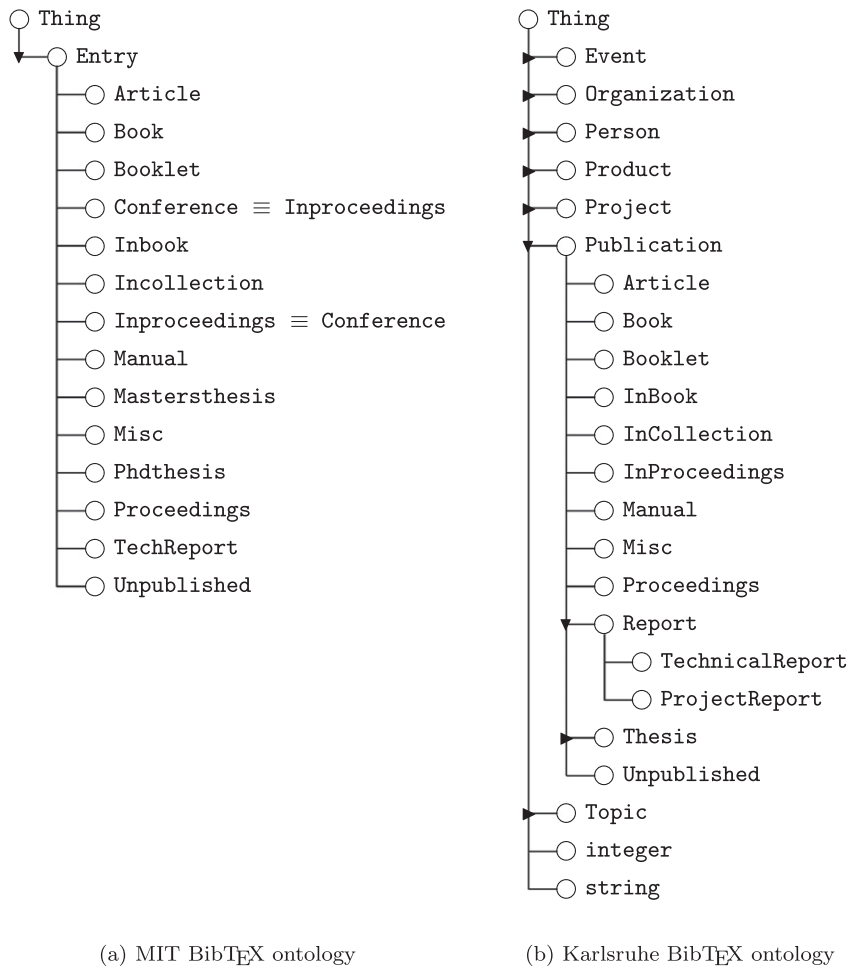 Thing
Entry
Article
Book
Booklet
Conference ≡ Inproceedings
Inbook
Incollection
Inproceedings ≡ Conference
Manual
Mastersthesis
Misc
Phdthesis
Proceedings
TechReport
Unpublished
(a) MIT BibTEX ontology
Thing
Event
Organization
Person
Product
Project
Publication
Article
Book
Booklet
InBook
InCollection
InProceedings
Manual
Misc
Proceedings
Report
TechnicalReport
ProjectReport
Thesis
Unpublished
Topic
integer
string
(b) Karlsruhe BibTEX ontology